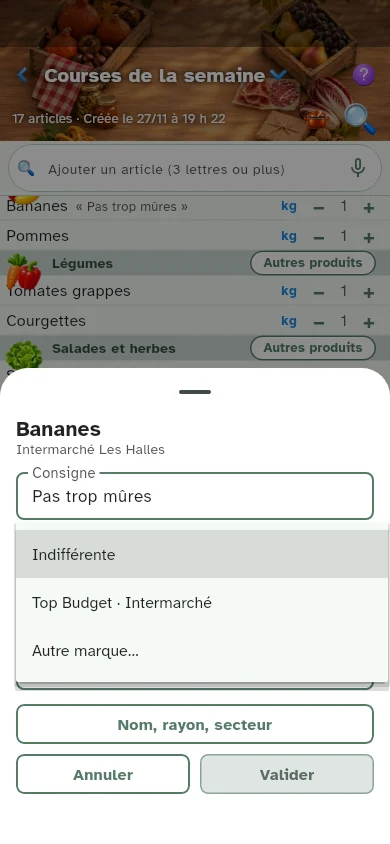 Courses de la semaine
17 articles · Créée le 27/11 à 19 h 22
Ajouter un article (3 lettres ou plus)
Bananes « Pas trop mûres » kg − 1 +
Pommes kg − 1 +
Légumes Autres produits
Tomates grappes kg − 1 +
Courgettes kg − 1 +
Salades et herbes Autres produits
Bananes
Intermarché Les Halles
Consigne
Pas trop mûres
Indifférente
Top Budget · Intermarché
Autre marque...
Nom, rayon, secteur
Annuler Valider